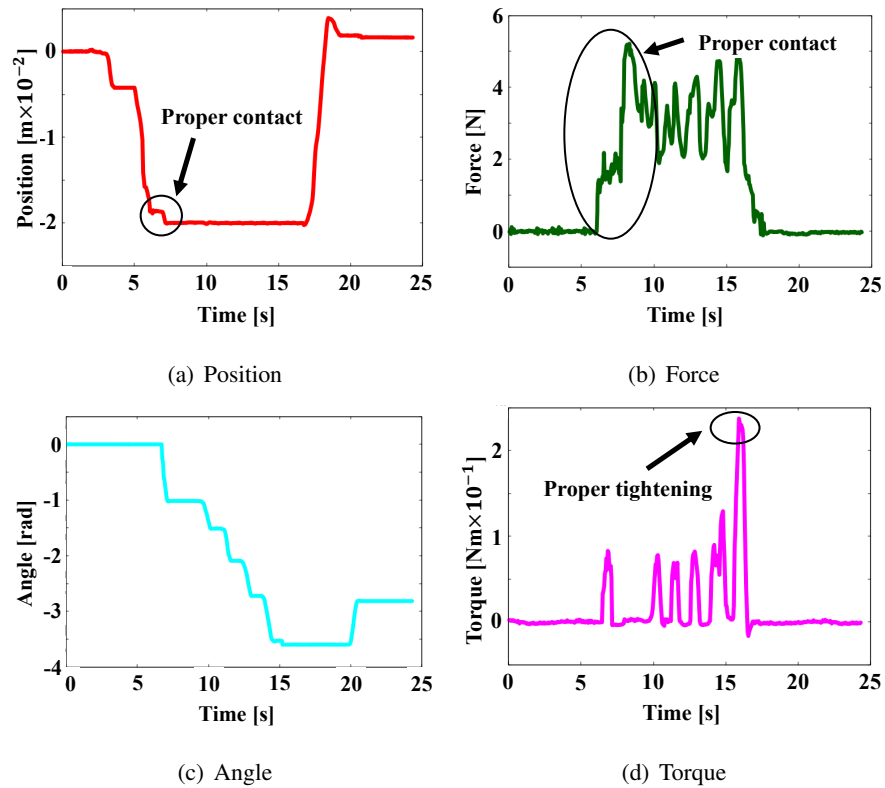 Position [m×10⁻²]
0
-1
-2
Proper contact
0
5
10
15
20
25
Time [s]
(a) Position
Force [N]
6
4
2
0
Proper contact
0
5
10
15
20
25
Time [s]
(b) Force
Angle [rad]
0
-1
-2
-3
-4
0
5
10
15
20
25
Time [s]
(c) Angle
Torque [Nm×10⁻¹]
2
1
0
Proper tightening
0
5
10
15
20
25
Time [s]
(d) Torque